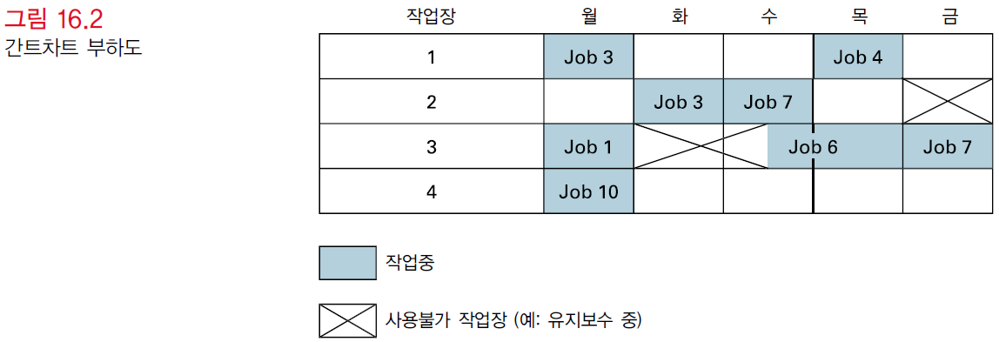 그림 16.2
간트차트 부하도
작업장 월 화 수 목 금
1 Job 3 Job 4
2 Job 3 Job 7
3 Job 1 Job 6 Job 7
4 Job 10
작업중
사용불가 작업장 (예: 유지보수 중)